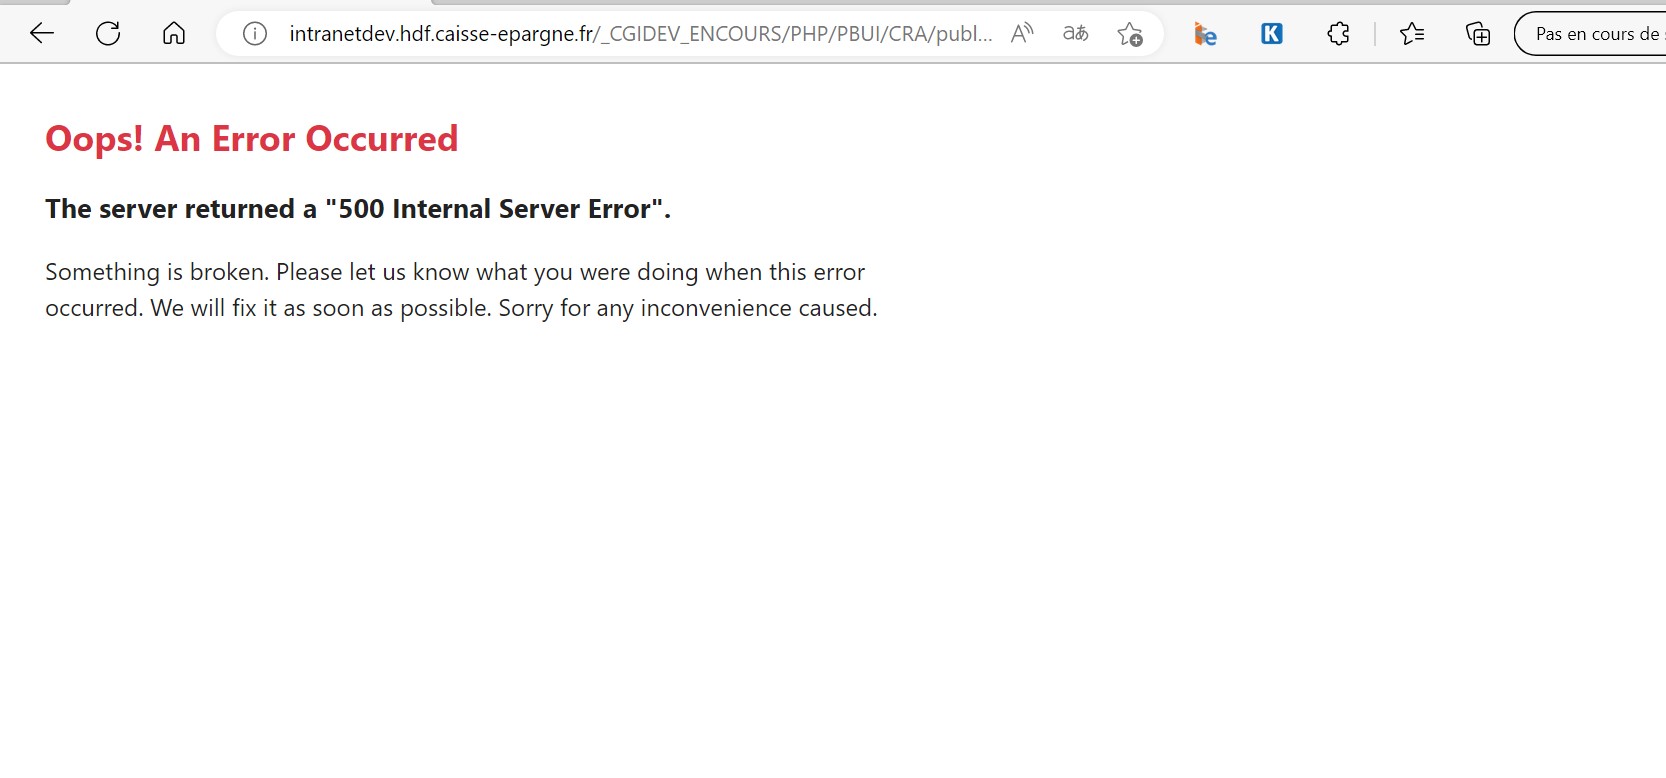 intranetdev.hdf.caisse-epargne.fr/_CGIDEV_ENCOURS/PHP/PBUI/CRA/publ...
Pas en cours de
Oops! An Error Occurred
The server returned a "500 Internal Server Error".
Something is broken. Please let us know what you were doing when this error
occurred. We will fix it as soon as possible. Sorry for any inconvenience caused.